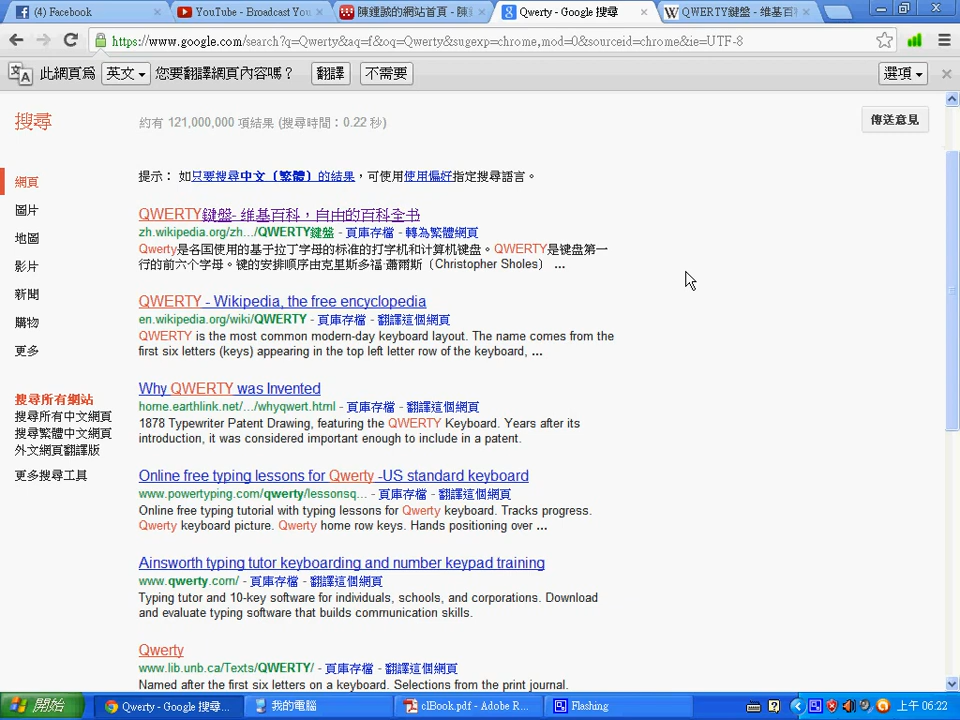 (4) Facebook
YouTube - Broadcast You
陳鍾誠的網站首頁 - 陳
Qwerty - Google 搜尋
QWERTY鍵盤 - 维基百
https://www.google.com/search?q=Qwerty&aq=f&oq=Qwerty&sugexp=chrome,mod=0&sourceid=chrome&ie=UTF-8
此網頁為 英文 您要翻譯網頁內容嗎？ 翻譯 不需要 選項
搜尋
約有 121,000,000 項結果 (搜尋時間：0.22 秒)
傳送意見
網頁
圖片
地圖
影片
新聞
購物
更多
搜尋所有網站
搜尋所有中文網頁
搜尋繁體中文網頁
外文網頁翻譯版
更多搜尋工具
提示： 如只要搜尋中文〔繁體〕的結果，可使用使用偏好指定搜尋語言。
QWERTY鍵盤- 维基百科，自由的百科全书
zh.wikipedia.org/zh.../QWERTY鍵盤 - 頁庫存檔 - 轉為繁體網頁
Qwerty是各国使用的基于拉丁字母的标准的打字机和计算机键盘。QWERTY是键盘第一
行的前六个字母。键的安排顺序由克里斯多福·蕭爾斯〔Christopher Sholes〕 ...
QWERTY - Wikipedia, the free encyclopedia
en.wikipedia.org/wiki/QWERTY - 頁庫存檔 - 翻譯這個網頁
QWERTY is the most common modern-day keyboard layout. The name comes from the
first six letters (keys) appearing in the top left letter row of the keyboard, ...
Why QWERTY was Invented
home.earthlink.net/.../whyqwert.html - 頁庫存檔 - 翻譯這個網頁
1878 Typewriter Patent Drawing, featuring the QWERTY Keyboard. Years after its
introduction, it was considered important enough to include in a patent.
Online free typing lessons for Qwerty -US standard keyboard
www.powertyping.com/qwerty/lessonsq... - 頁庫存檔 - 翻譯這個網頁
Online free typing tutorial with typing lessons for Qwerty keyboard. Tracks progress.
Qwerty keyboard picture. Qwerty home row keys. Hands positioning over ...
Ainsworth typing tutor keyboarding and number keypad training
www.qwerty.com/ - 頁庫存檔 - 翻譯這個網頁
Typing tutor and 10-key software for individuals, schools, and corporations. Download
and evaluate typing software that builds communication skills.
Qwerty
www.lib.unb.ca/Texts/QWERTY/ - 頁庫存檔 - 翻譯這個網頁
Named after the first six letters on a keyboard. Selections from the print journal.
開始
Qwerty - Google 搜尋...
我的電腦
clBook.pdf - Adobe R...
Flashing
上午 06:22